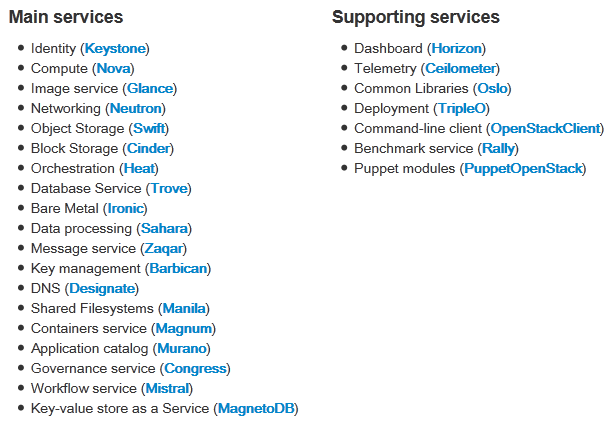 Main services
Identity (Keystone)
Compute (Nova)
Image service (Glance)
Networking (Neutron)
Object Storage (Swift)
Block Storage (Cinder)
Orchestration (Heat)
Database Service (Trove)
Bare Metal (Ironic)
Data processing (Sahara)
Message service (Zaqar)
Key management (Barbican)
DNS (Designate)
Shared Filesystems (Manila)
Containers service (Magnum)
Application catalog (Murano)
Governance service (Congress)
Workflow service (Mistral)
Key-value store as a Service (MagnetoDB)
Supporting services
Dashboard (Horizon)
Telemetry (Ceilometer)
Common Libraries (Oslo)
Deployment (TripleO)
Command-line client (OpenStackClient)
Benchmark service (Rally)
Puppet modules (PuppetOpenStack)